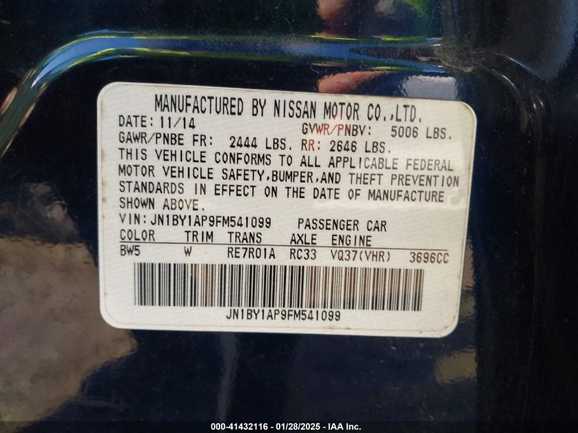 MANUFACTURED BY NISSAN MOTOR CO.,LTD.
DATE: 11/14 GVWR/PNBV: 5006 LBS.
GAWR/PNBE FR: 2444 LBS. RR: 2646 LBS.
THIS VEHICLE CONFORMS TO ALL APPLICABLE FEDERAL
MOTOR VEHICLE SAFETY,BUMPER,AND THEFT PREVENTION
STANDARDS IN EFFECT ON THE DATE OF MANUFACTURE
SHOWN ABOVE.
VIN: JN1BY1AP9FM541099 PASSENGER CAR
COLOR TRIM TRANS AXLE ENGINE
BW5 W RE7R01A RC33 VQ37(VHR) 3696CC
JN1BY1AP9FM541099
000-41432116 | 01/28/2025 - IAA Inc.